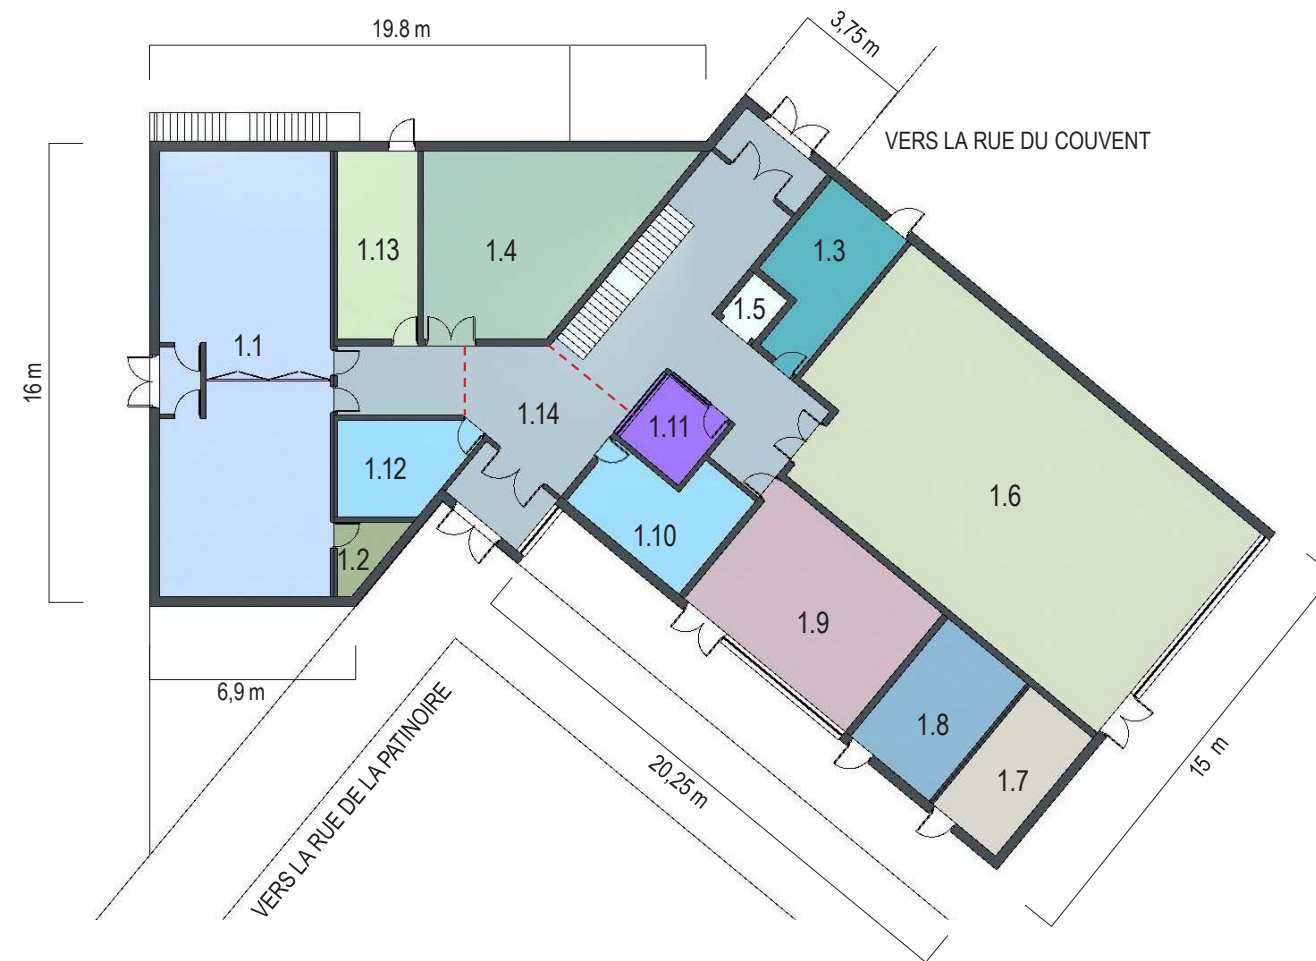 19.8 m
3,75 m
VERS LA RUE DU COUVENT
1.13
1.4
1.3
1.5
1.1
16 m
1.14
1.11
1.12
1.6
1.10
1.2
1.9
1.8
1.7
6,9 m
VERS LA RUE DE LA PATINOIRE
20,25 m
15 m